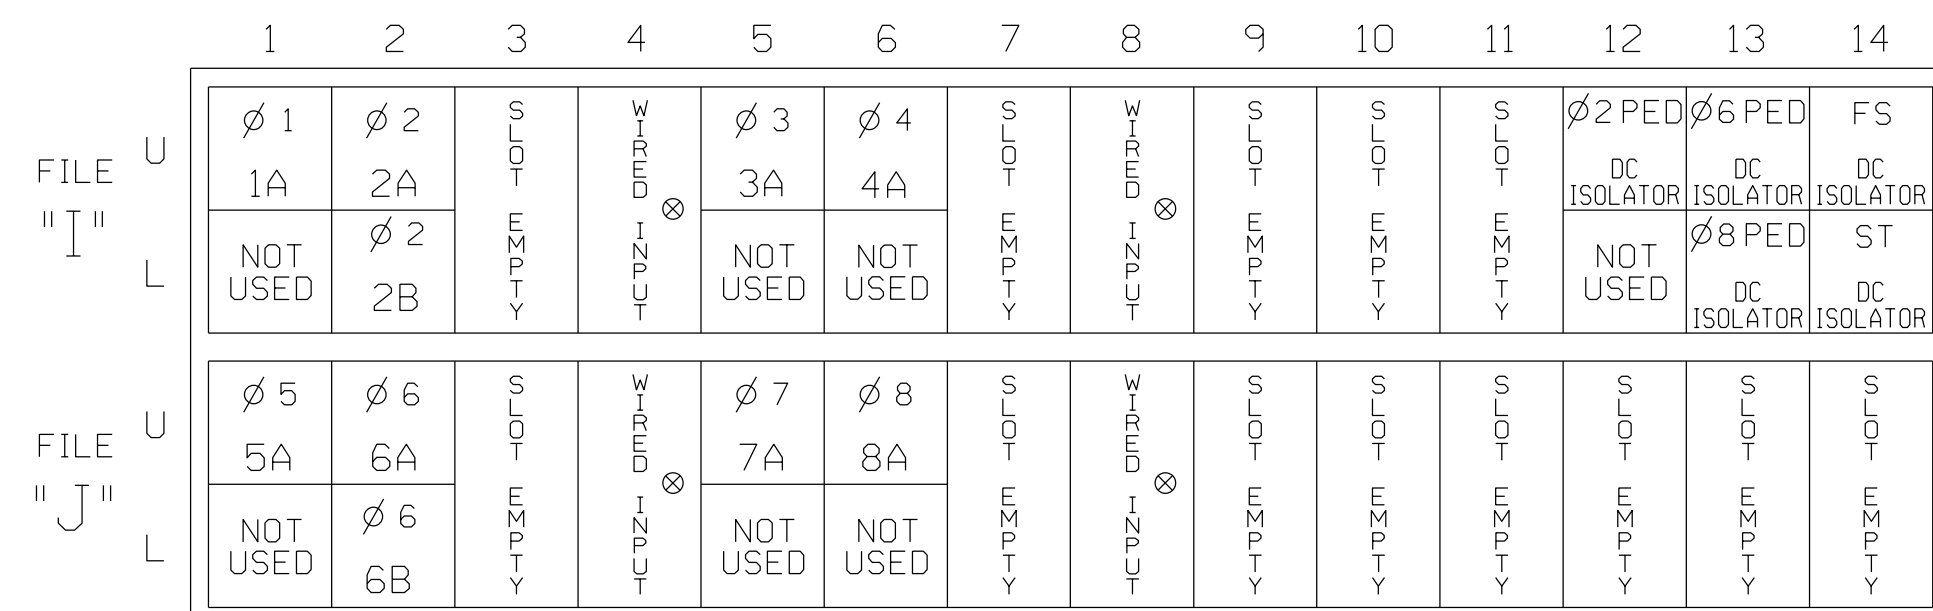 1 2 3 4 5 6 7 8 9 10 11 12 13 14
FILE
"I"
U
L
Ø 1
1A
NOT
USED
Ø 2
2A
Ø 2
2B
SLOT EMPTY
WIRED INPUT
Ø 3
3A
NOT
USED
Ø 4
4A
NOT
USED
SLOT EMPTY
WIRED INPUT
SLOT EMPTY
SLOT EMPTY
SLOT EMPTY
Ø2 PED
DC
ISOLATOR
NOT
USED
Ø6 PED
DC
ISOLATOR
Ø8 PED
DC
ISOLATOR
FS
DC
ISOLATOR
ST
DC
ISOLATOR
FILE
"J"
U
L
Ø 5
5A
NOT
USED
Ø 6
6A
Ø 6
6B
SLOT EMPTY
WIRED INPUT
Ø 7
7A
NOT
USED
Ø 8
8A
NOT
USED
SLOT EMPTY
WIRED INPUT
SLOT EMPTY
SLOT EMPTY
SLOT EMPTY
SLOT EMPTY
SLOT EMPTY
SLOT EMPTY